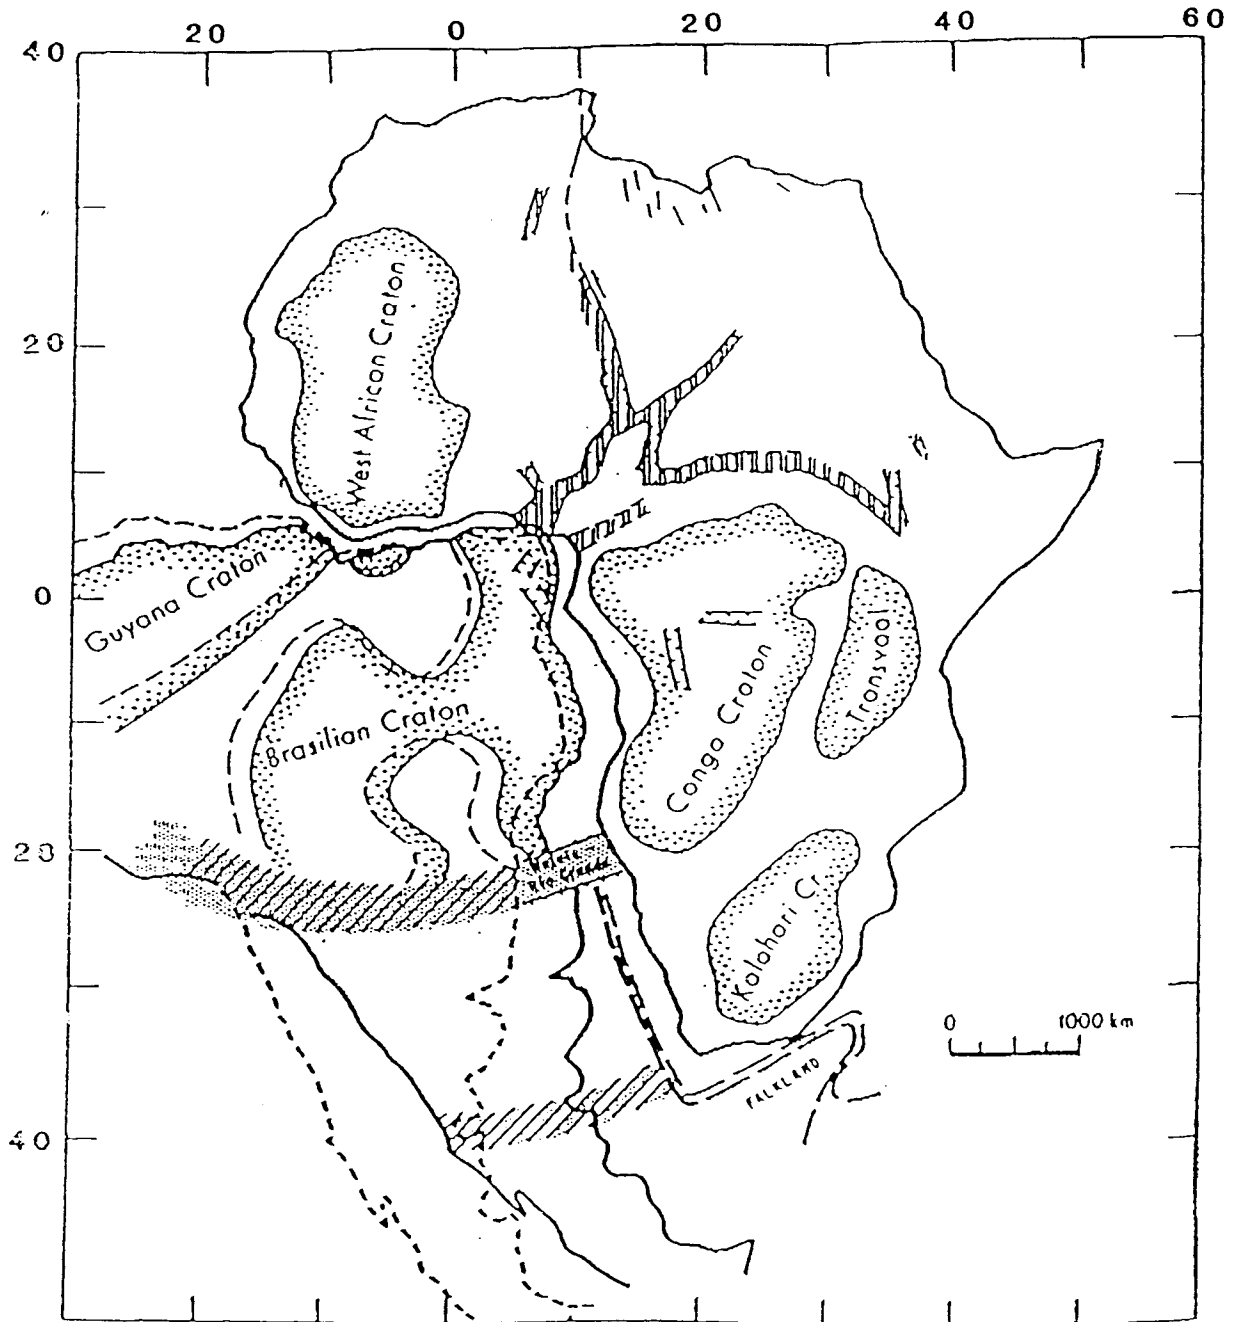 20 0 20 40 60
40
20
0
20
40
West African Craton
Guyana Craton
Brasilian Craton
Conga Craton
Transvaal
Kalahari Cr.
0 1000 km
FALKLAND